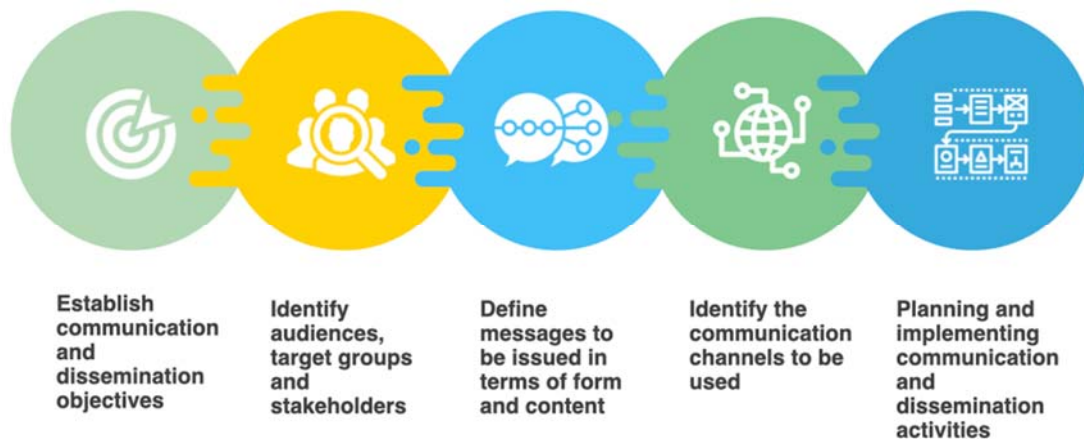 Establish
communication
and
dissemination
objectives
Identify
audiences,
target groups
and
stakeholders
Define
messages to
be issued in
terms of form
and content
Identify the
communication
channels to be
used
Planning and
implementing
communication
and
dissemination
activities